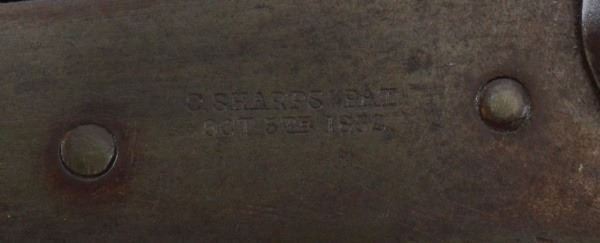 C. SHARPS' PAT.
OCT. 5TH 1852.